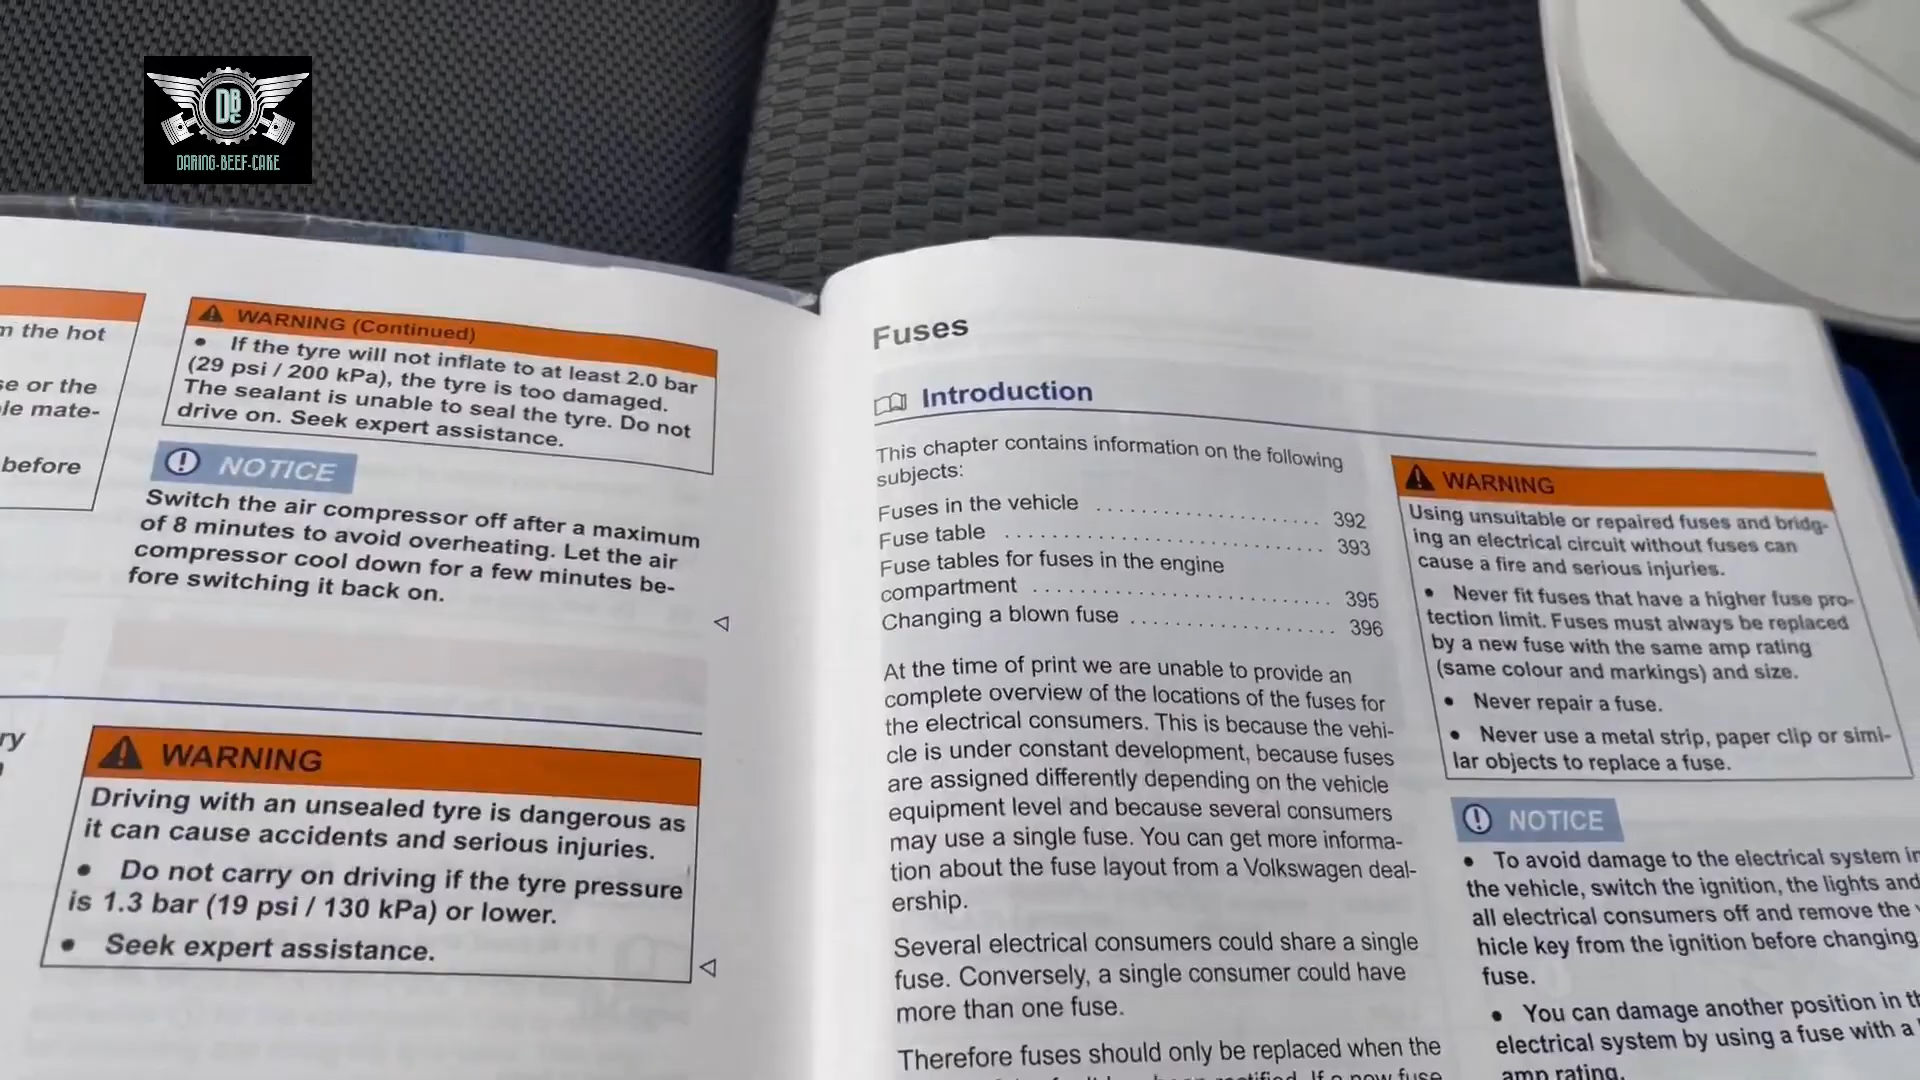 DBC
DARING-BEEF-CAKE
m the hot
se or the
le mate-
before
ry
WARNING (Continued)
• If the tyre will not inflate to at least 2.0 bar
(29 psi / 200 kPa), the tyre is too damaged.
The sealant is unable to seal the tyre. Do not
drive on. Seek expert assistance.
NOTICE
Switch the air compressor off after a maximum
of 8 minutes to avoid overheating. Let the air
compressor cool down for a few minutes be-
fore switching it back on.
WARNING
Driving with an unsealed tyre is dangerous as
it can cause accidents and serious injuries.
• Do not carry on driving if the tyre pressure
is 1.3 bar (19 psi / 130 kPa) or lower.
• Seek expert assistance.
Fuses
Introduction
This chapter contains information on the following
subjects:
Fuses in the vehicle . . . . . . . . . . . . . . . . . . . . 392
Fuse table . . . . . . . . . . . . . . . . . . . . . . . . . . . 393
Fuse tables for fuses in the engine
compartment . . . . . . . . . . . . . . . . . . . . . . . . . 395
Changing a blown fuse . . . . . . . . . . . . . . . . . . 396
At the time of print we are unable to provide an
complete overview of the locations of the fuses for
the electrical consumers. This is because the vehi-
cle is under constant development, because fuses
are assigned differently depending on the vehicle
equipment level and because several consumers
may use a single fuse. You can get more informa-
tion about the fuse layout from a Volkswagen deal-
ership.
Several electrical consumers could share a single
fuse. Conversely, a single consumer could have
more than one fuse.
Therefore fuses should only be replaced when the
WARNING
Using unsuitable or repaired fuses and bridg-
ing an electrical circuit without fuses can
cause a fire and serious injuries.
• Never fit fuses that have a higher fuse pro-
tection limit. Fuses must always be replaced
by a new fuse with the same amp rating
(same colour and markings) and size.
• Never repair a fuse.
• Never use a metal strip, paper clip or simi-
lar objects to replace a fuse.
NOTICE
• To avoid damage to the electrical system in
the vehicle, switch the ignition, the lights and
all electrical consumers off and remove the
hicle key from the ignition before changing
fuse.
• You can damage another position in th
electrical system by using a fuse with a
amp rating.